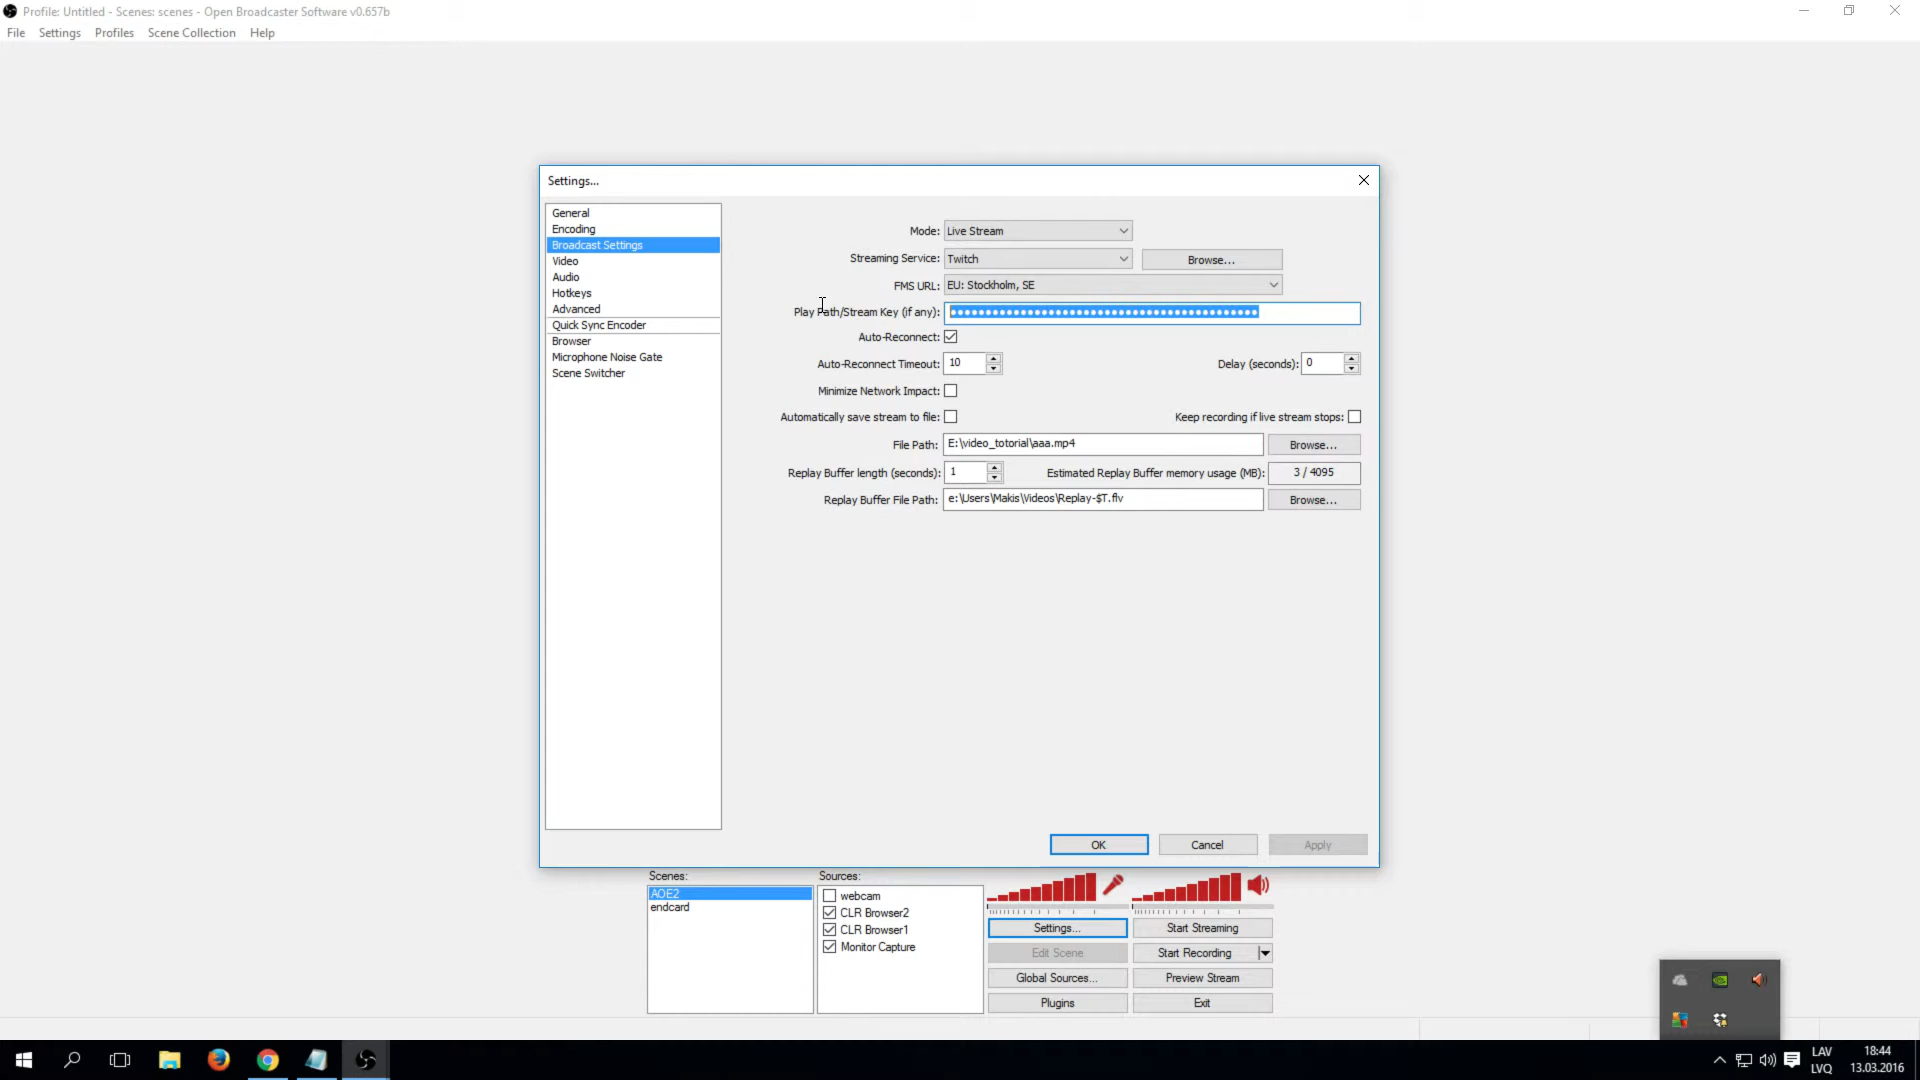 Profile: Untitled - Scenes: scenes - Open Broadcaster Software v0.657b
File Settings Profiles Scene Collection Help
Settings...
General
Encoding
Broadcast Settings
Video
Audio
Hotkeys
Advanced
Quick Sync Encoder
Browser
Microphone Noise Gate
Scene Switcher
Mode: Live Stream
Streaming Service: Twitch Browse...
FMS URL: EU: Stockholm, SE
Play Path/Stream Key (if any): ••••••••••••••••••••••••••••••••••••••••••••
Auto-Reconnect:
Auto-Reconnect Timeout: 10 Delay (seconds): 0
Minimize Network Impact:
Automatically save stream to file: Keep recording if live stream stops:
File Path: E:\video_totorial\aaa.mp4 Browse...
Replay Buffer length (seconds): 1 Estimated Replay Buffer memory usage (MB): 3 / 4095
Replay Buffer File Path: e:\Users\Makis\Videos\Replay-$T.flv Browse...
OK Cancel Apply
Scenes:
AOE2
endcard
Sources:
webcam
CLR Browser2
CLR Browser1
Monitor Capture
Settings... Start Streaming
Edit Scene Start Recording
Global Sources... Preview Stream
Plugins Exit
LAV 18:44
LVQ 13.03.2016